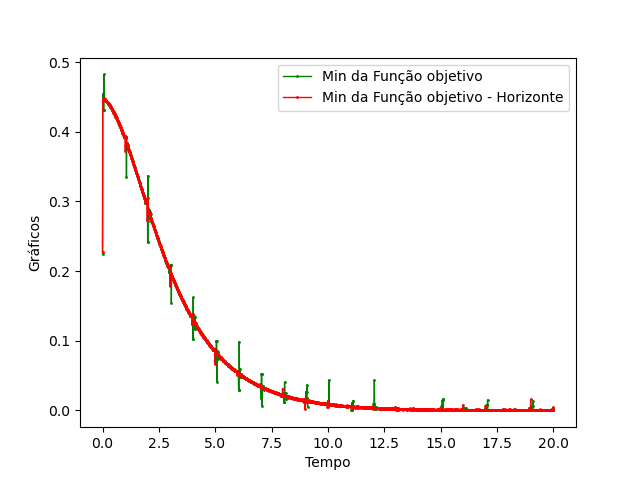 0.5
0.4
0.3
0.2
0.1
0.0
Gráficos
Min da Função objetivo
Min da Função objetivo - Horizonte
0.0 2.5 5.0 7.5 10.0 12.5 15.0 17.5 20.0
Tempo